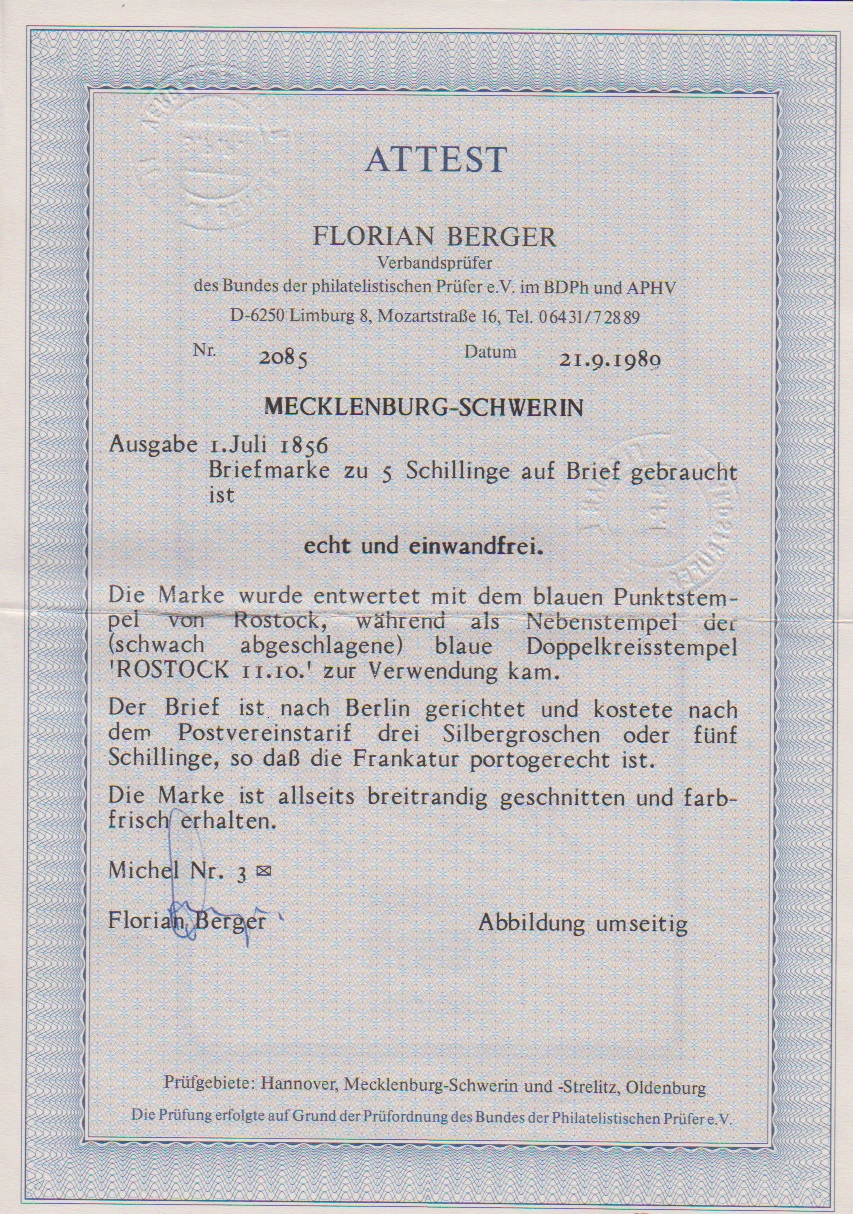 ATTEST
FLORIAN BERGER
Verbandsprüfer
des Bundes der philatelistischen Prüfer e.V. im BDPh und APHV
D-6250 Limburg 8, Mozartstraße 16, Tel. 06431/72889
Nr. 2085 Datum 21.9.1989
MECKLENBURG-SCHWERIN
Ausgabe 1.Juli 1856
Briefmarke zu 5 Schillinge auf Brief gebraucht
ist
echt und einwandfrei.
Die Marke wurde entwertet mit dem blauen Punktstem-
pel von Rostock, während als Nebenstempel der
(schwach abgeschlagene) blaue Doppelkreisstempel
'ROSTOCK 11.10.' zur Verwendung kam.
Der Brief ist nach Berlin gerichtet und kostete nach
dem Postvereinstarif drei Silbergroschen oder fünf
Schillinge, so daß die Frankatur portogerecht ist.
Die Marke ist allseits breitrandig geschnitten und farb-
frisch erhalten.
Michel Nr. 3 ✉
Florian Berger Abbildung umseitig
Prüfgebiete: Hannover, Mecklenburg-Schwerin und -Strelitz, Oldenburg
Die Prüfung erfolgte auf Grund der Prüfordnung des Bundes der Philatelistischen Prüfer e.V.